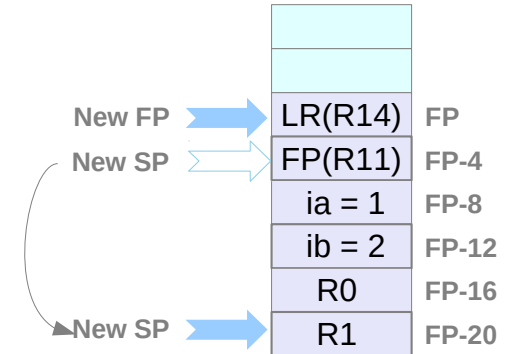 New FP LR(R14) FP
New SP FP(R11) FP-4
ia = 1 FP-8
ib = 2 FP-12
R0 FP-16
New SP R1 FP-20